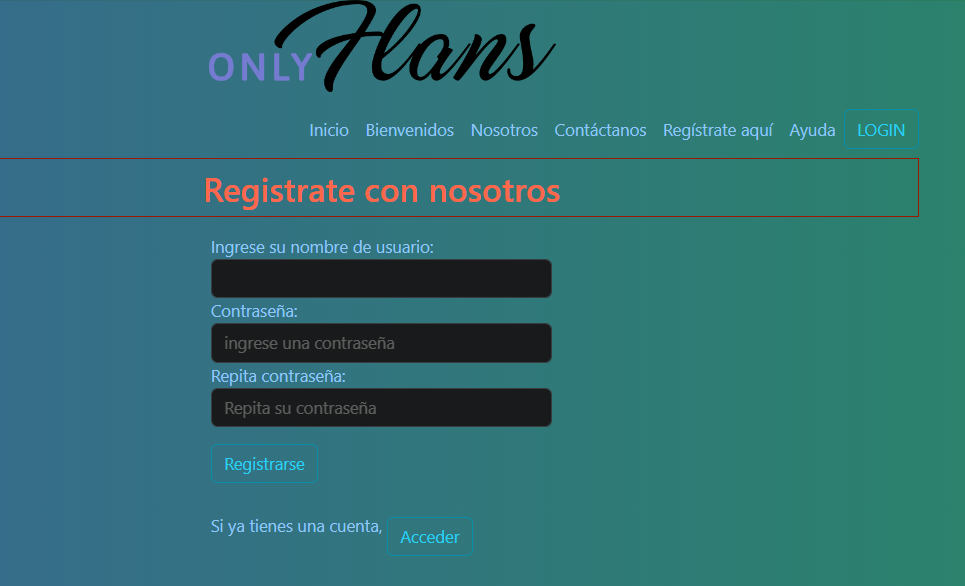 ONLY Hans
Inicio Bienvenidos Nosotros Contáctanos Regístrate aquí Ayuda LOGIN
Registrate con nosotros
Ingrese su nombre de usuario:
Contraseña:
ingrese una contraseña
Repita contraseña:
Repita su contraseña
Registrarse
Si ya tienes una cuenta, Acceder